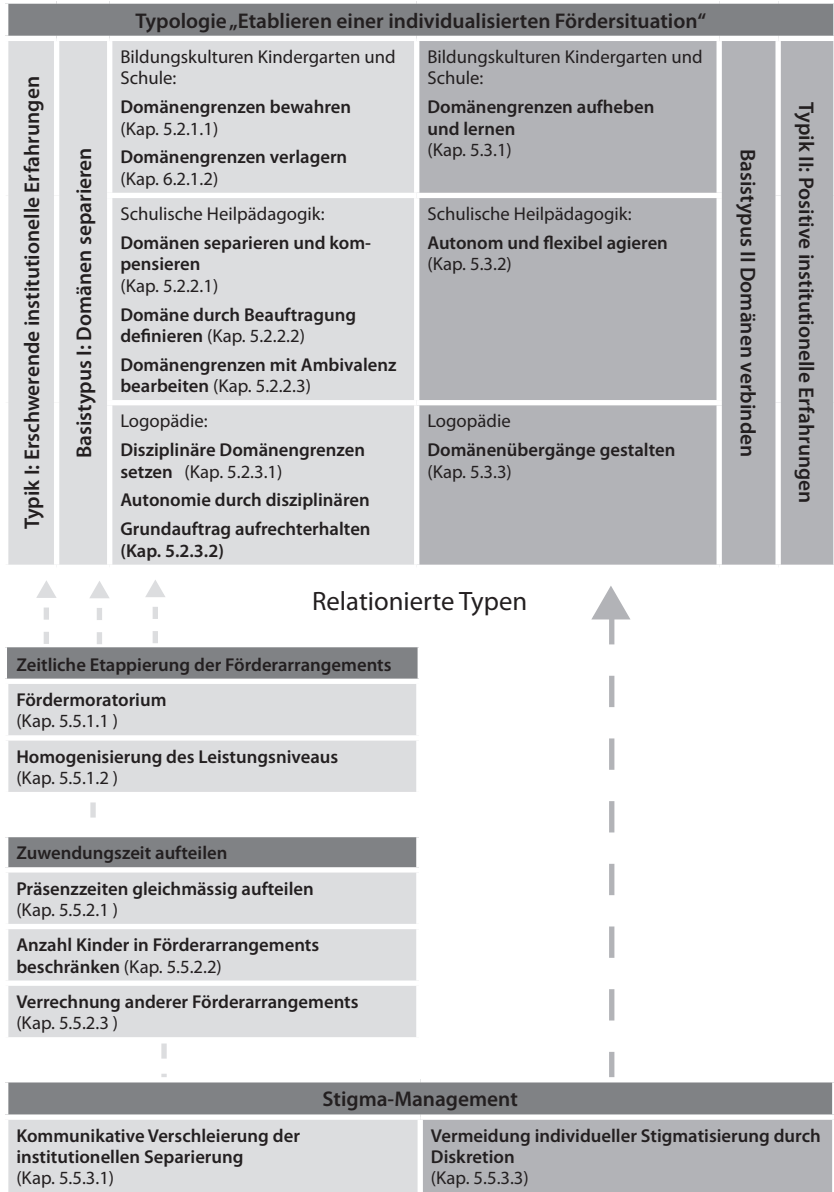 Typologie „Etablieren einer individualisierten Fördersituation“
Typik I: Erschwerende institutionelle Erfahrungen
Basistypus I: Domänen separieren
Bildungskulturen Kindergarten und
Schule:
Domänengrenzen bewahren
(Kap. 5.2.1.1)
Domänengrenzen verlagern
(Kap. 6.2.1.2)
Bildungskulturen Kindergarten und
Schule:
Domänengrenzen aufheben
und lernen
(Kap. 5.3.1)
Schulische Heilpädagogik:
Domänen separieren und kom-
pensieren
(Kap. 5.2.2.1)
Domäne durch Beauftragung
definieren (Kap. 5.2.2.2)
Domänengrenzen mit Ambivalenz
bearbeiten (Kap. 5.2.2.3)
Schulische Heilpädagogik:
Autonom und flexibel agieren
(Kap. 5.3.2)
Logopädie:
Disziplinäre Domänengrenzen
setzen (Kap. 5.2.3.1)
Autonomie durch disziplinären
Grundauftrag aufrechterhalten
(Kap. 5.2.3.2)
Logopädie
Domänenübergänge gestalten
(Kap. 5.3.3)
Basistypus II Domänen verbinden
Typik II: Positive institutionelle Erfahrungen
Relationierte Typen
Zeitliche Etappierung der Förderarrangements
Fördermoratorium
(Kap. 5.5.1.1 )
Homogenisierung des Leistungsniveaus
(Kap. 5.5.1.2 )
Zuwendungszeit aufteilen
Präsenzzeiten gleichmässig aufteilen
(Kap. 5.5.2.1 )
Anzahl Kinder in Förderarrangements
beschränken (Kap. 5.5.2.2)
Verrechnung anderer Förderarrangements
(Kap. 5.5.2.3 )
Stigma-Management
Kommunikative Verschleierung der
institutionellen Separierung
(Kap. 5.5.3.1)
Vermeidung individueller Stigmatisierung durch
Diskretion
(Kap. 5.5.3.3)